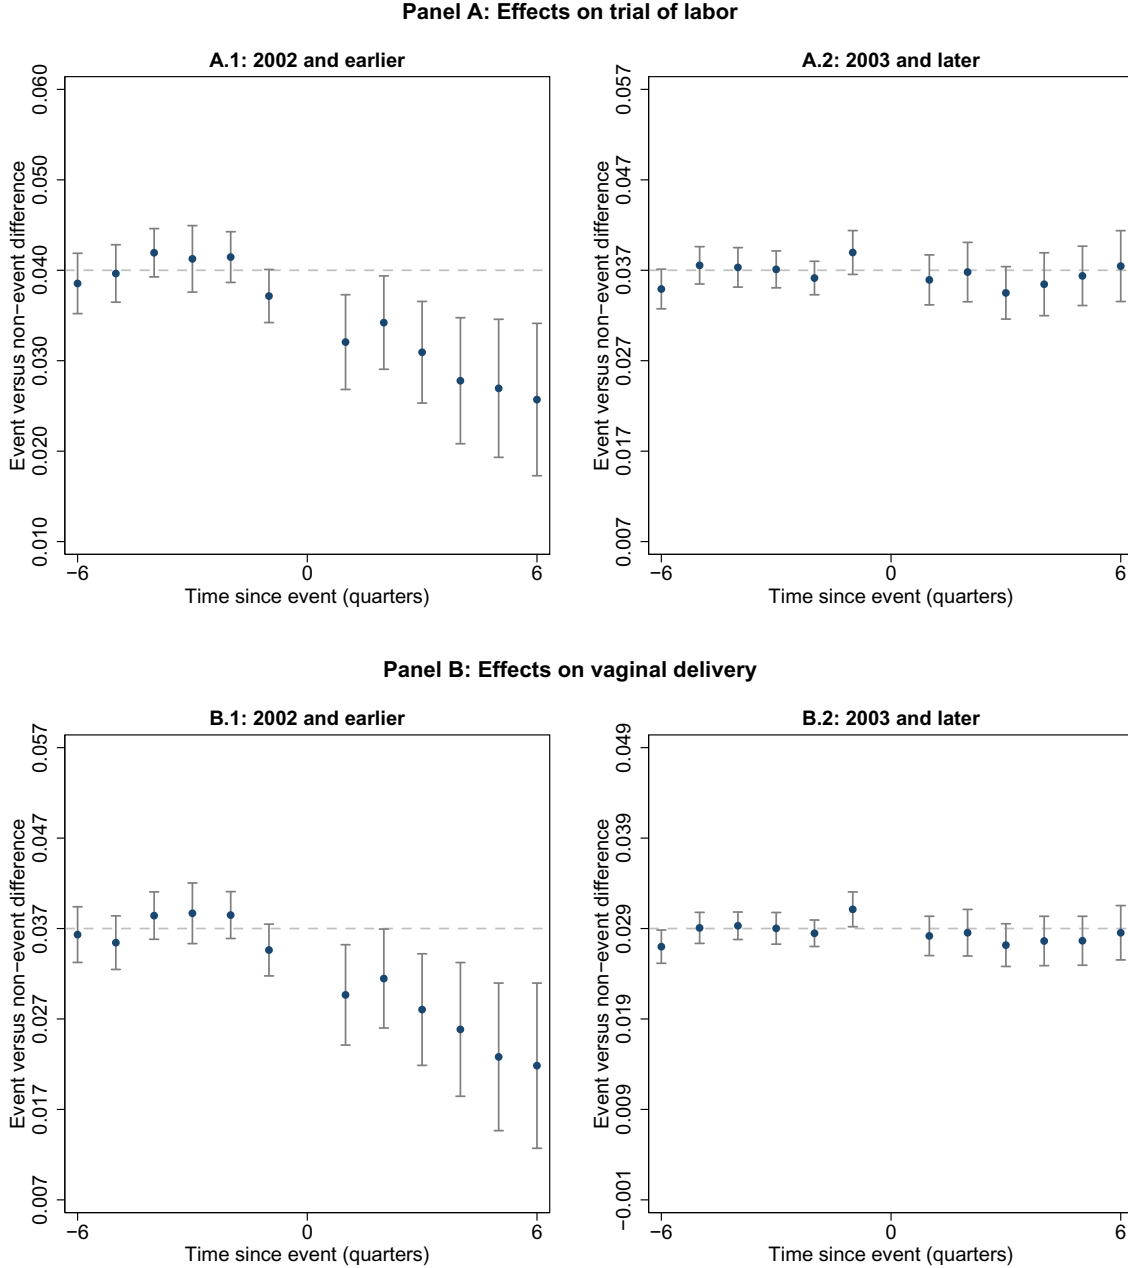 Panel A: Effects on trial of labor
A.1: 2002 and earlier
Event versus non−event difference
0.060
0.050
0.040
0.030
0.020
0.010
−6
0
6
Time since event (quarters)
A.2: 2003 and later
Event versus non−event difference
0.057
0.047
0.037
0.027
0.017
0.007
−6
0
6
Time since event (quarters)
Panel B: Effects on vaginal delivery
B.1: 2002 and earlier
Event versus non−event difference
0.057
0.047
0.037
0.027
0.017
0.007
−6
0
6
Time since event (quarters)
B.2: 2003 and later
Event versus non−event difference
0.049
0.039
0.029
0.019
0.009
−0.001
−6
0
6
Time since event (quarters)